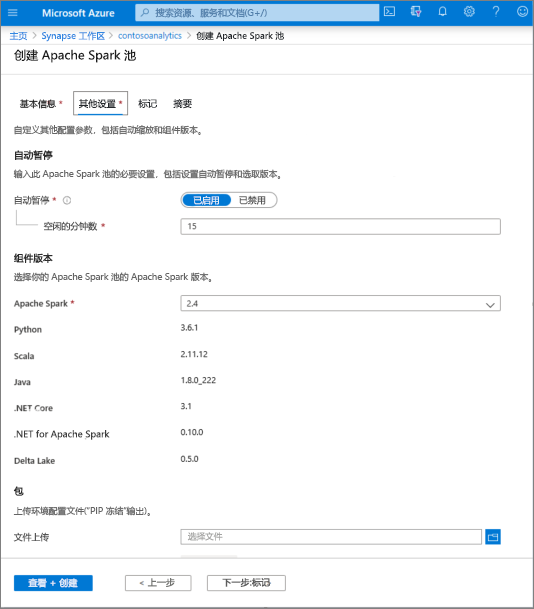 Microsoft Azure
搜索资源、服务和文档(G+/)
主页 > Synapse 工作区 > contosoanalytics > 创建 Apache Spark 池
创建 Apache Spark 池
基本信息 * 其他设置 * 标记 摘要
自定义其他配置参数，包括自动缩放和组件版本。
自动暂停
输入此 Apache Spark 池的必要设置，包括设置自动暂停和选取版本。
自动暂停 * 已启用 已禁用
空闲的分钟数 * 15
组件版本
选择你的 Apache Spark 池的 Apache Spark 版本。
Apache Spark * 2.4
Python 3.6.1
Scala 2.11.12
Java 1.8.0_222
.NET Core 3.1
.NET for Apache Spark 0.10.0
Delta Lake 0.5.0
包
上传环境配置文件("PIP 冻结"输出)。
文件上传 选择文件
查看 + 创建 < 上一步 下一步:标记